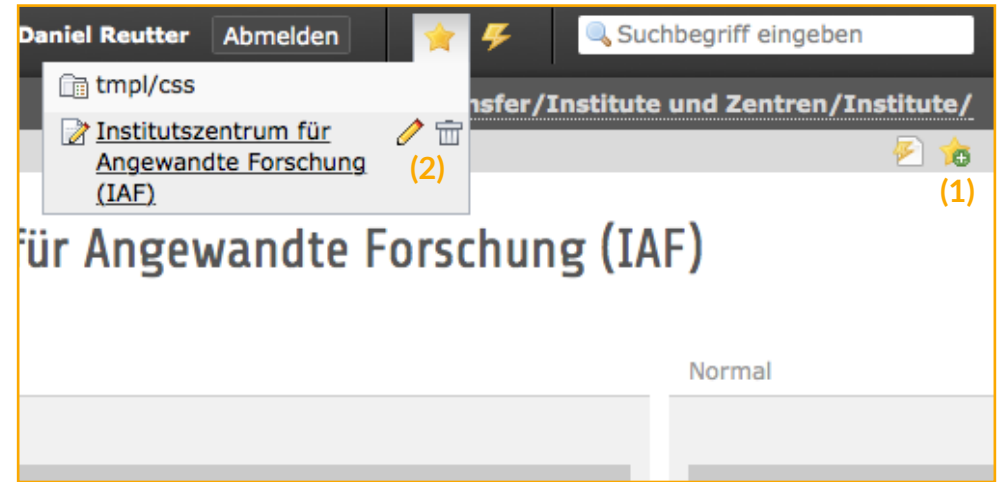 Daniel Reutter Abmelden Suchbegriff eingeben
tmpl/css
nsfer/Institute und Zentren/Institute/
Institutszentrum für
Angewandte Forschung
(IAF)
(2)
(1)
für Angewandte Forschung (IAF)
Normal